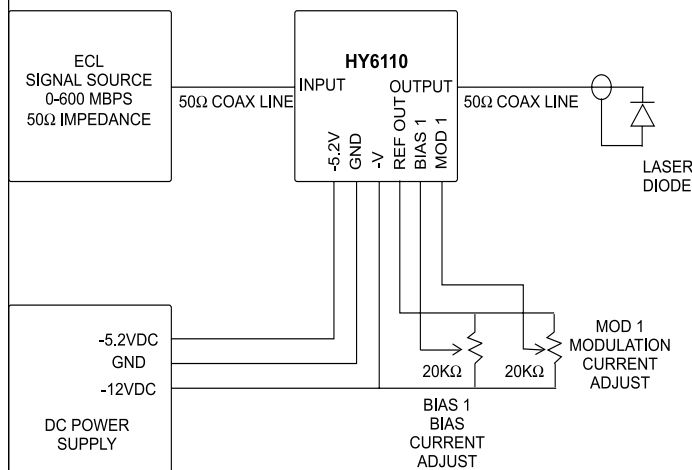 ECL
SIGNAL SOURCE
0-600 MBPS
50Ω IMPEDANCE
50Ω COAX LINE
HY6110
INPUT
OUTPUT
-5.2V
GND
-V
REF OUT
BIAS 1
MOD 1
50Ω COAX LINE
LASER
DIODE
-5.2VDC
GND
-12VDC
DC POWER
SUPPLY
20KΩ
20KΩ
BIAS 1
BIAS
CURRENT
ADJUST
MOD 1
MODULATION
CURRENT
ADJUST